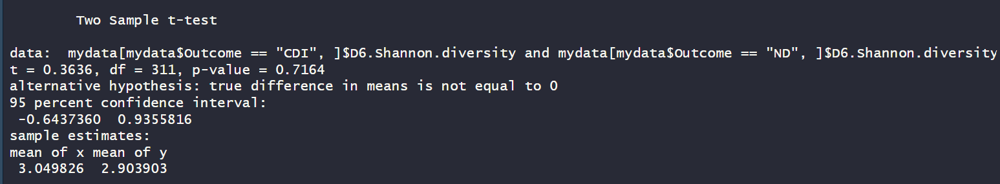 Two Sample t-test
data:  mydata[mydata$Outcome == "CDI", ]$D6.Shannon.diversity and mydata[mydata$Outcome == "ND", ]$D6.Shannon.diversity
t = 0.3636, df = 311, p-value = 0.7164
alternative hypothesis: true difference in means is not equal to 0
95 percent confidence interval:
 -0.6437360  0.9355816
sample estimates:
mean of x mean of y
 3.049826  2.903903